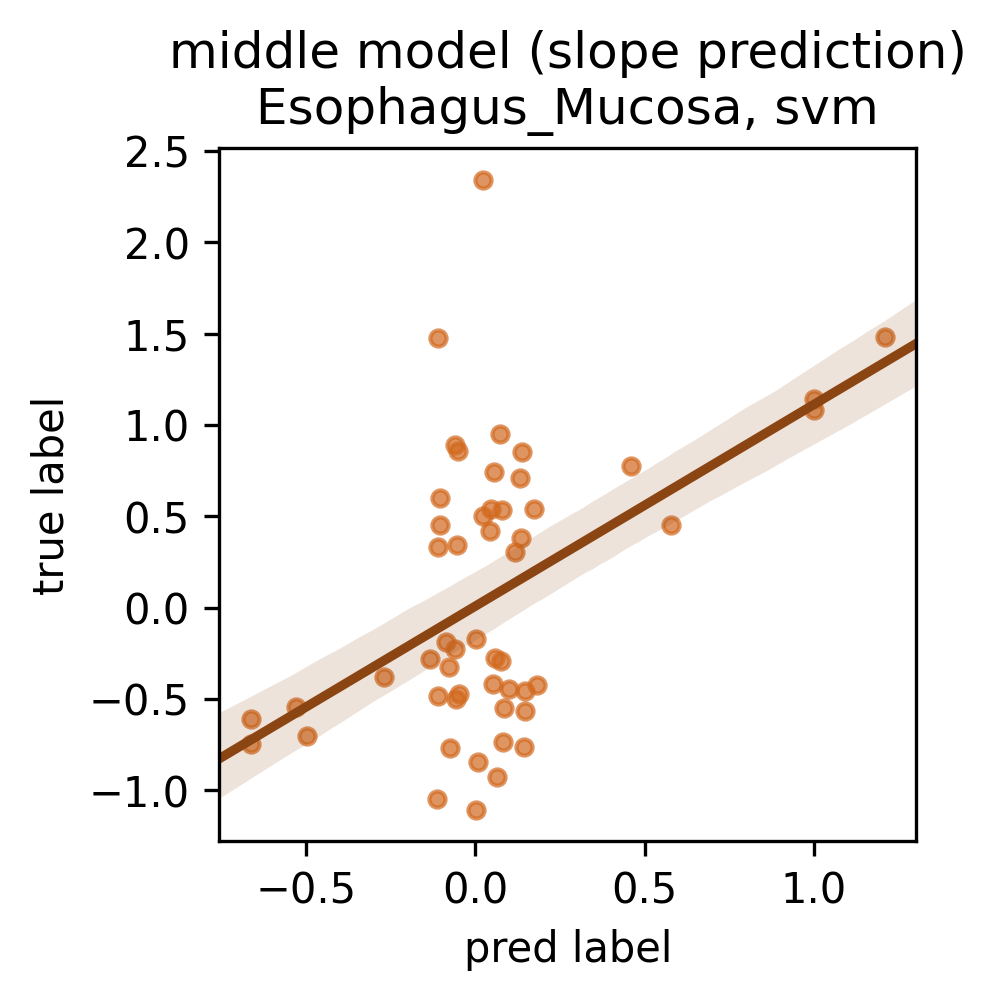 middle model (slope prediction)
Esophagus_Mucosa, svm
2.5
2.0
1.5
1.0
0.5
0.0
−0.5
−1.0
true label
−0.5 0.0 0.5 1.0
pred label